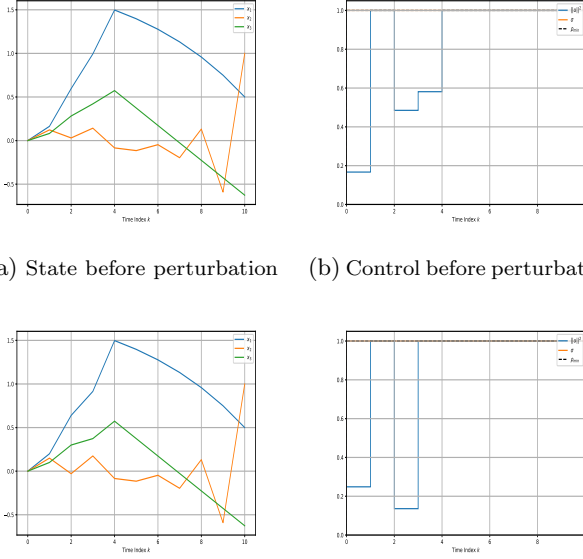 1.5
1.0
0.5
0.0
−0.5
0 2 4 6 8 10
Time Index k
x₁
x₂
x₃
1.0
0.8
0.6
0.4
0.2
0.0
0 2 4 6 8
Time Index k
||u||²
σ
ρmin
a) State before perturbation
(b) Control before perturbat
1.5
1.0
0.5
0.0
−0.5
0 2 4 6 8 10
Time Index k
x₁
x₂
x₃
1.0
0.8
0.6
0.4
0.2
0.0
0 2 4 6 8
Time Index k
||u||²
σ
ρmin